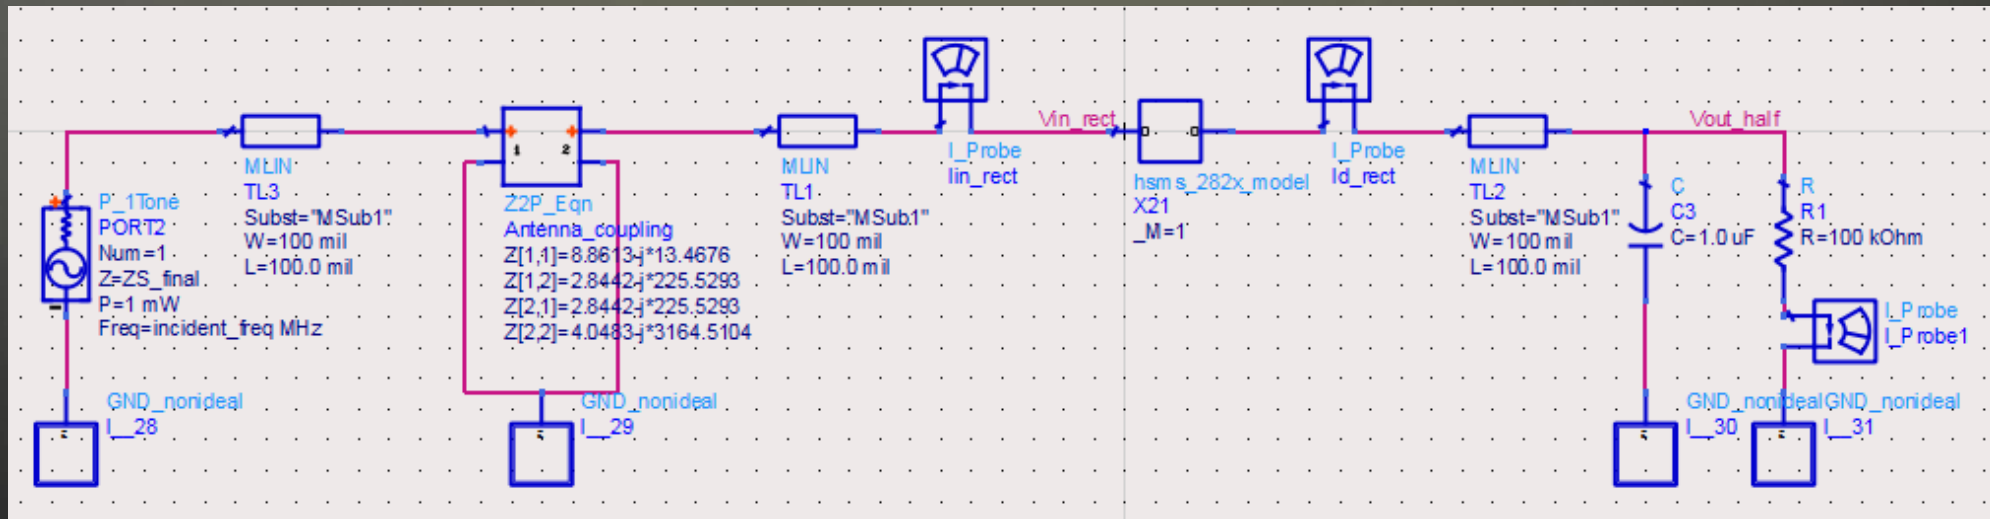 P_1Tone
PORT2
Num=1
Z=ZS_final
P=1 mW
Freq=incident_freq MHz
GND_nonideal
I__28
MLIN
TL3
Subst="MSub1"
W=100 mil
L=100.0 mil
1 2
Z2P_Eqn
Antenna_coupling
Z[1,1]=8.8613-j*13.4676
Z[1,2]=2.8442-j*225.5293
Z[2,1]=2.8442-j*225.5293
Z[2,2]=4.0483-j*3164.5104
GND_nonideal
I__29
MLIN
TL1
Subst="MSub1"
W=100 mil
L=100.0 mil
I_Probe
Iin_rect
Vin_rect
hsms_282x_model
X21
_M=1
I_Probe
Id_rect
MLIN
TL2
Subst="MSub1"
W=100 mil
L=100.0 mil
Vout_half
C
C3
C=1.0 uF
R
R1
R=100 kOhm
I_Probe
I_Probe1
GND_nonideal
I__30
GND_nonideal
I__31